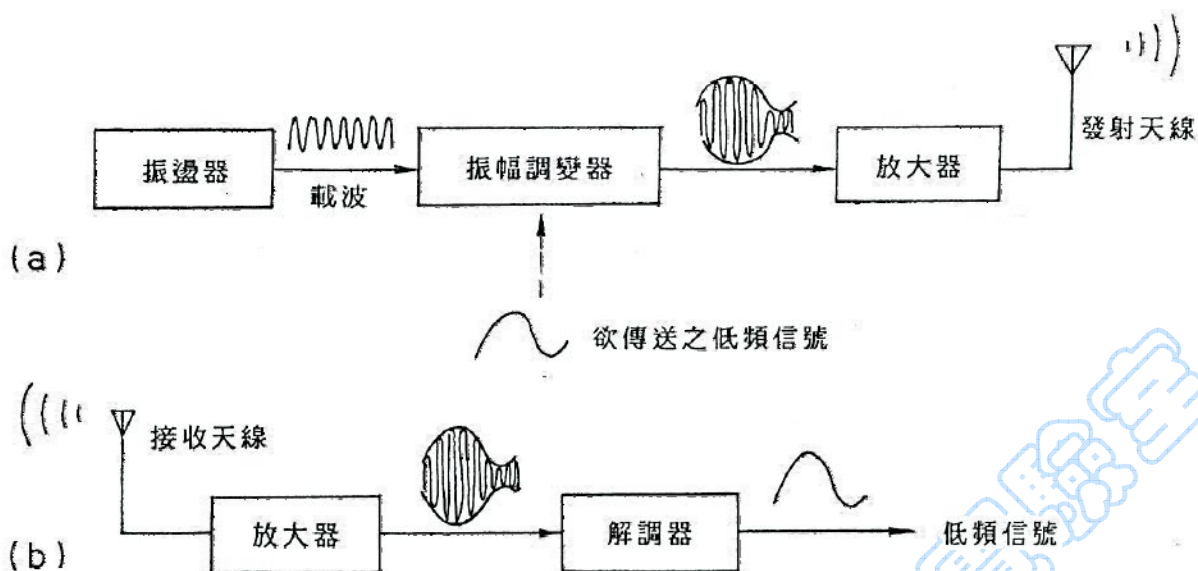 振盪器
載波
振幅調變器
放大器
發射天線
(a)
欲傳送之低頻信號
接收天線
放大器
解調器
低頻信號
(b)
驗室